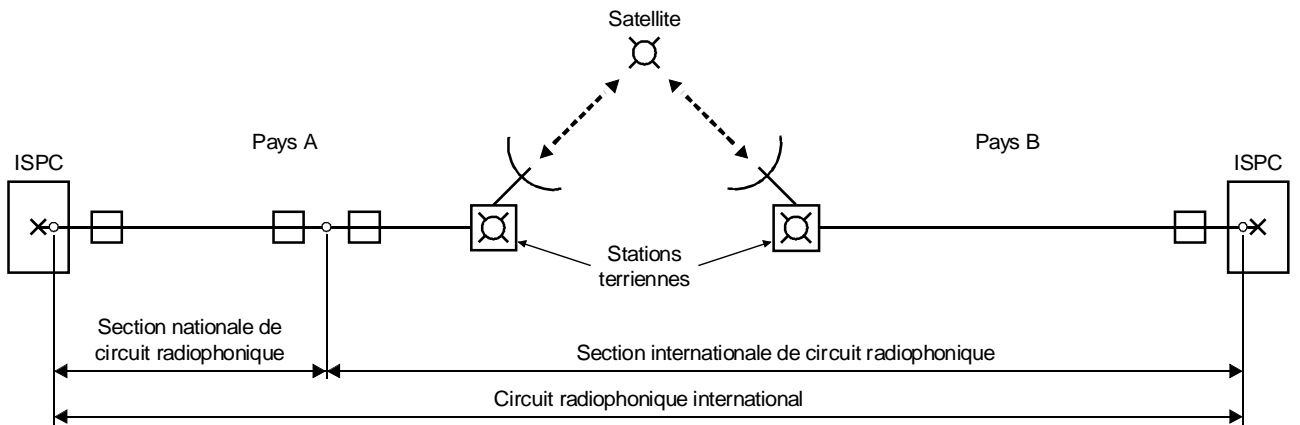 Satellite
Pays A
Pays B
ISPC
ISPC
Stations
terriennes
Section nationale de
circuit radiophonique
Section internationale de circuit radiophonique
Circuit radiophonique international